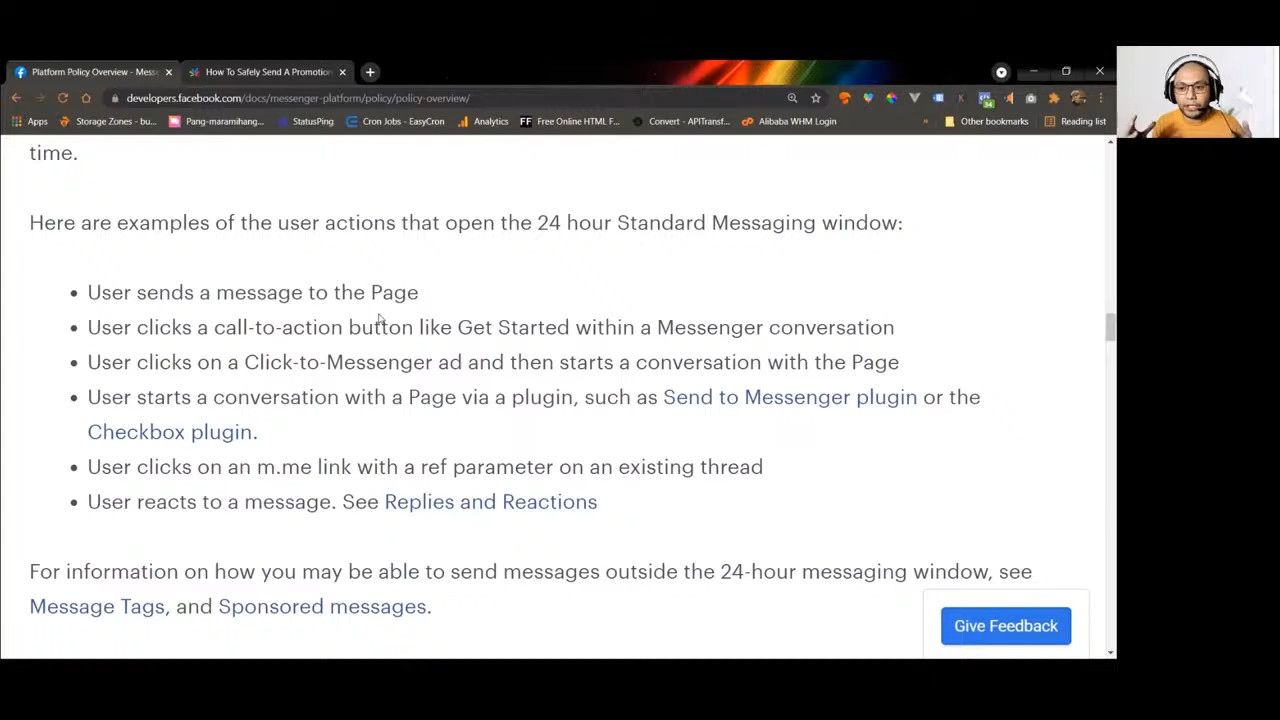 Platform Policy Overview - Mess
How To Safely Send A Promotion
developers.facebook.com/docs/messenger-platform/policy/policy-overview/
Apps
Storage Zones - bu...
Pang-maramihang...
StatusPing
Cron Jobs - EasyCron
Analytics
FF Free Online HTML F...
Convert - APITransf...
Alibaba WHM Login
»
Other bookmarks
Reading list
time.
Here are examples of the user actions that open the 24 hour Standard Messaging window:
• User sends a message to the Page
• User clicks a call-to-action button like Get Started within a Messenger conversation
• User clicks on a Click-to-Messenger ad and then starts a conversation with the Page
• User starts a conversation with a Page via a plugin, such as Send to Messenger plugin or the
Checkbox plugin.
• User clicks on an m.me link with a ref parameter on an existing thread
• User reacts to a message. See Replies and Reactions
For information on how you may be able to send messages outside the 24-hour messaging window, see
Message Tags, and Sponsored messages.
Give Feedback